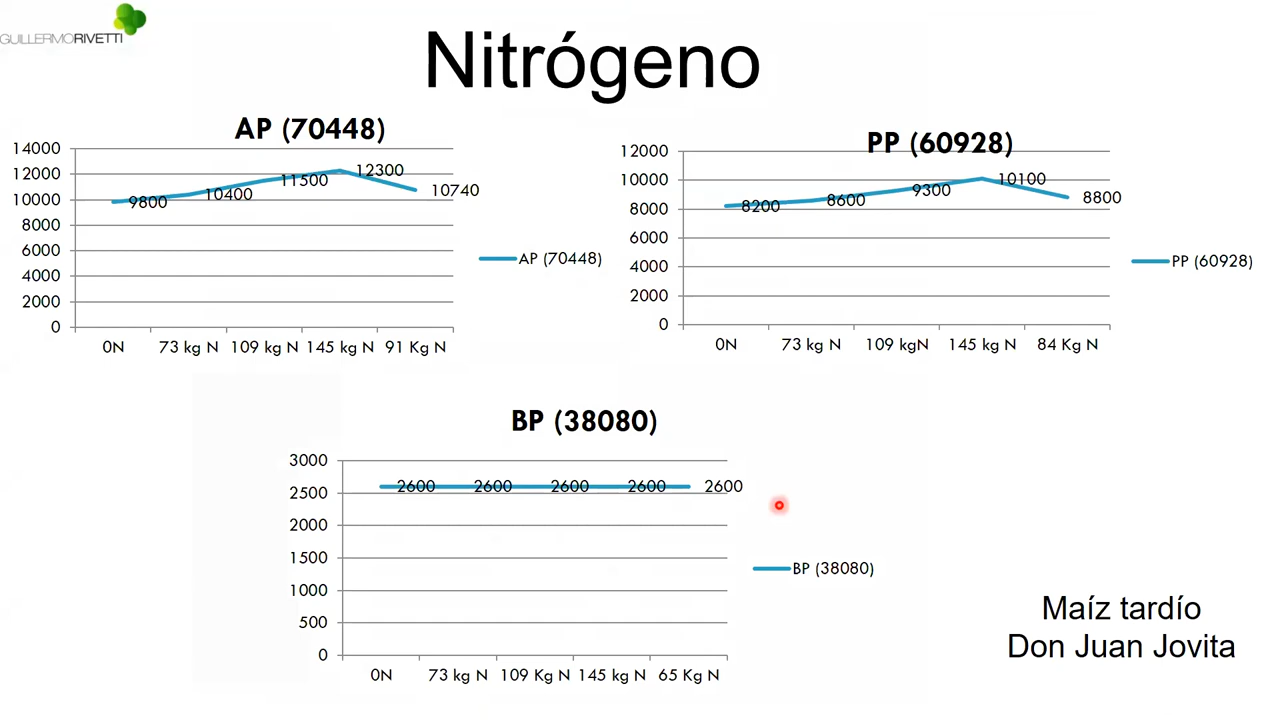 GUILLERMORIVETTI
Nitrógeno
AP (70448)
14000
12000
10000
8000
6000
4000
2000
0
9800
10400
11500
12300
10740
0N 73 kg N 109 kg N 145 kg N 91 Kg N
AP (70448)
PP (60928)
12000
10000
8000
6000
4000
2000
0
8200
8600
9300
10100
8800
0N 73 kg N 109 kgN 145 kg N 84 Kg N
PP (60928)
BP (38080)
3000
2500
2000
1500
1000
500
0
2600 2600 2600 2600 2600
0N 73 kg N 109 Kg N 145 kg N 65 Kg N
BP (38080)
Maíz tardío
Don Juan Jovita